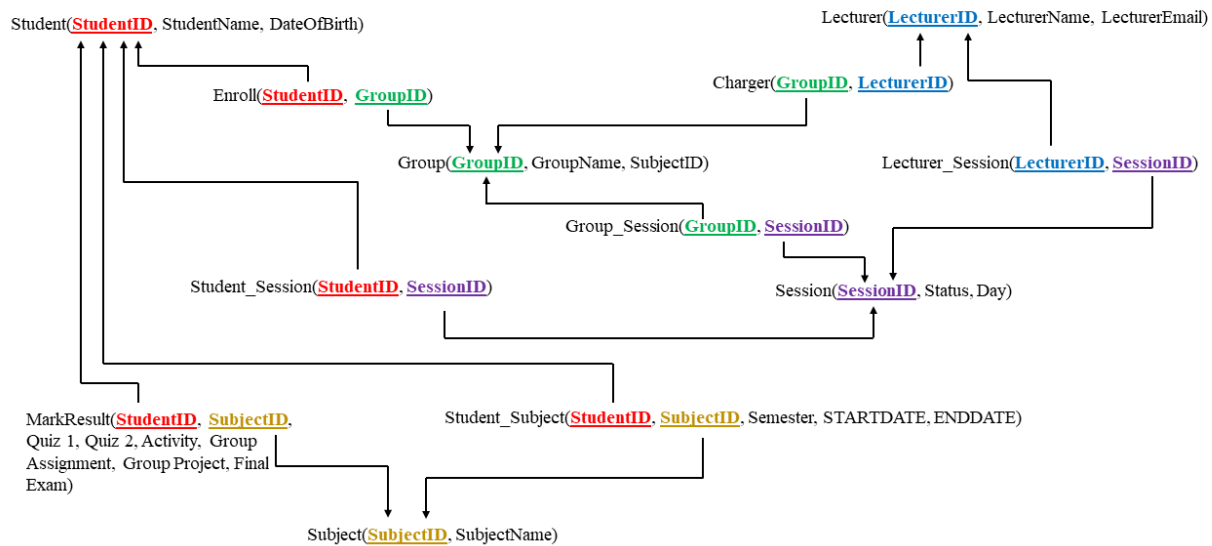 Student(StudentID, StudentName, DateOfBirth)
Lecturer(LecturerID, LecturerName, LecturerEmail)
Enroll(StudentID, GroupID)
Charger(GroupID, LecturerID)
Group(GroupID, GroupName, SubjectID)
Lecturer_Session(LecturerID, SessionID)
Group_Session(GroupID, SessionID)
Student_Session(StudentID, SessionID)
Session(SessionID, Status, Day)
MarkResult(StudentID, SubjectID,
Quiz 1, Quiz 2, Activity, Group
Assignment, Group Project, Final
Exam)
Student_Subject(StudentID, SubjectID, Semester, STARTDATE, ENDDATE)
Subject(SubjectID, SubjectName)